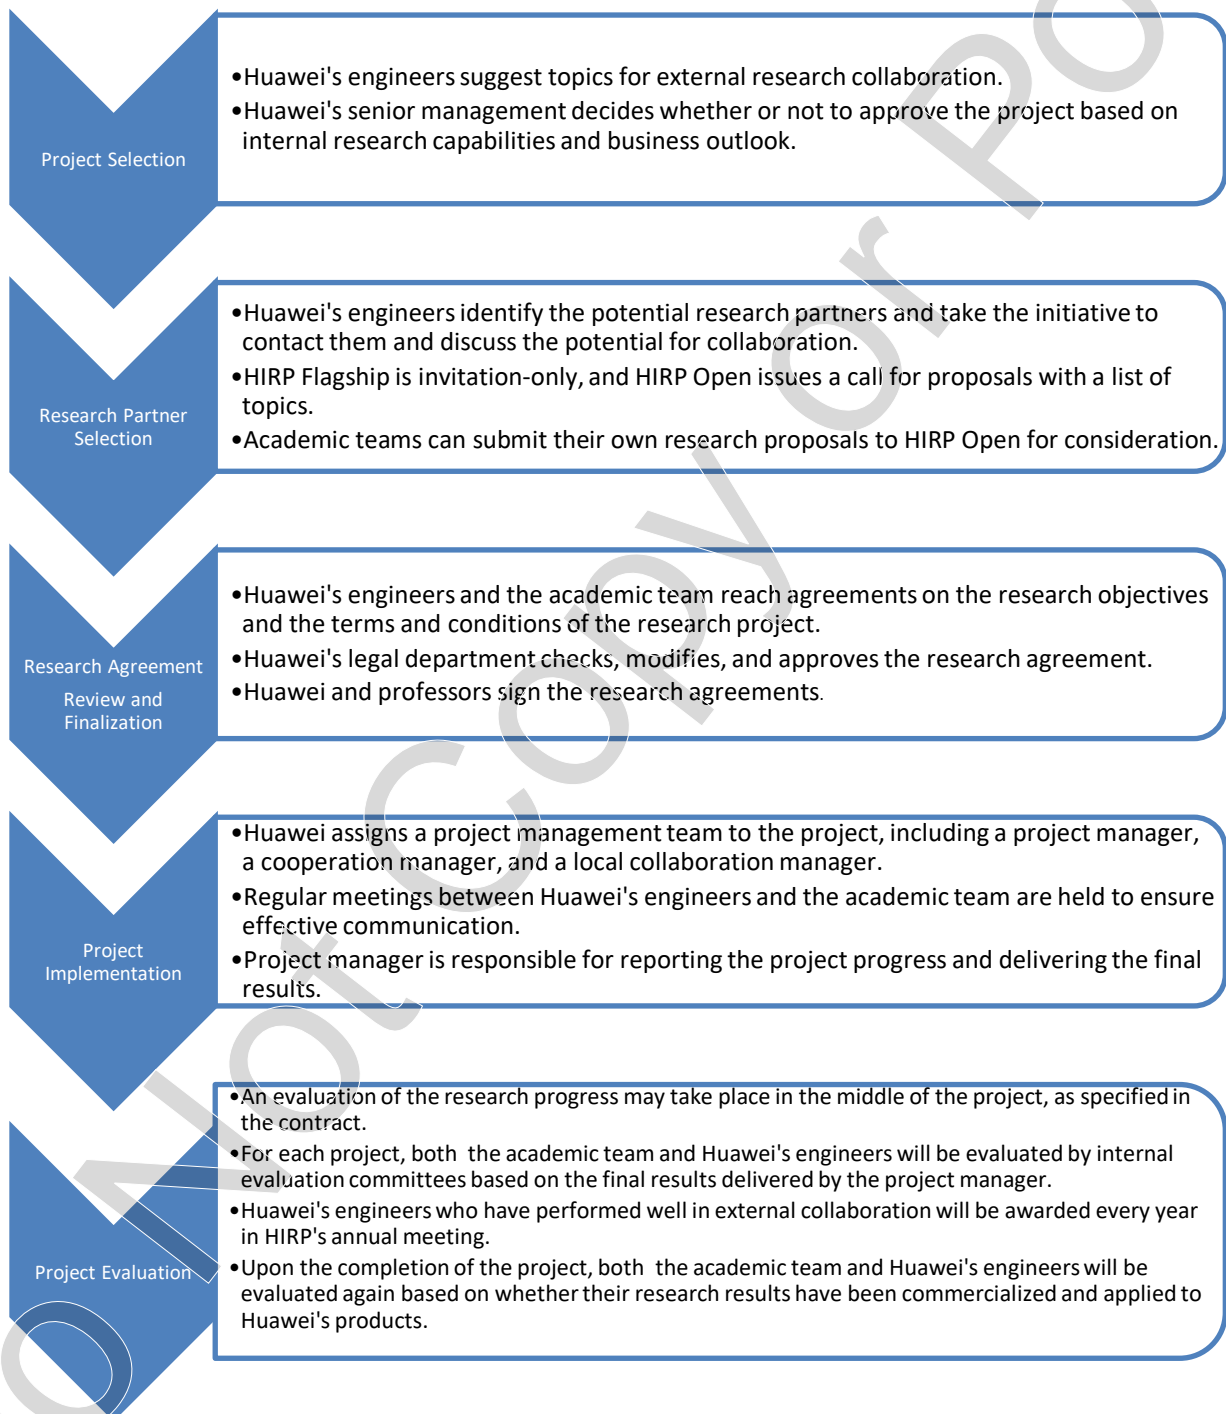 Project Selection
•Huawei's engineers suggest topics for external research collaboration.
•Huawei's senior management decides whether or not to approve the project based on
internal research capabilities and business outlook.
Research Partner
Selection
•Huawei's engineers identify the potential research partners and take the initiative to
contact them and discuss the potential for collaboration.
•HIRP Flagship is invitation-only, and HIRP Open issues a call for proposals with a list of
topics.
•Academic teams can submit their own research proposals to HIRP Open for consideration.
Research Agreement
Review and
Finalization
•Huawei's engineers and the academic team reach agreements on the research objectives
and the terms and conditions of the research project.
•Huawei's legal department checks, modifies, and approves the research agreement.
•Huawei and professors sign the research agreements.
Project
Implementation
•Huawei assigns a project management team to the project, including a project manager,
a cooperation manager, and a local collaboration manager.
•Regular meetings between Huawei's engineers and the academic team are held to ensure
effective communication.
•Project manager is responsible for reporting the project progress and delivering the final
results.
Project Evaluation
•An evaluation of the research progress may take place in the middle of the project, as specified in
the contract.
•For each project, both the academic team and Huawei's engineers will be evaluated by internal
evaluation committees based on the final results delivered by the project manager.
•Huawei's engineers who have performed well in external collaboration will be awarded every year
in HIRP's annual meeting.
•Upon the completion of the project, both the academic team and Huawei's engineers will be
evaluated again based on whether their research results have been commercialized and applied to
Huawei's products.
o Not Copy or Po